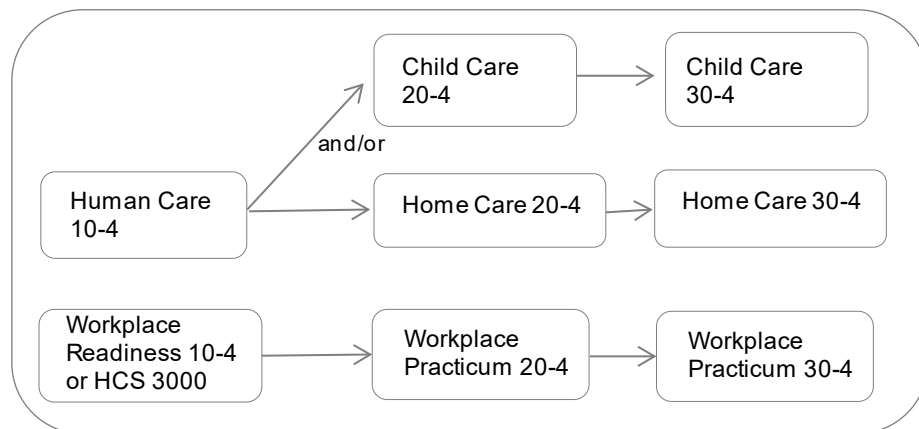 Child Care
20-4
Child Care
30-4
and/or
Human Care
10-4
Home Care 20-4
Home Care 30-4
Workplace
Readiness 10-4
or HCS 3000
Workplace
Practicum 20-4
Workplace
Practicum 30-4